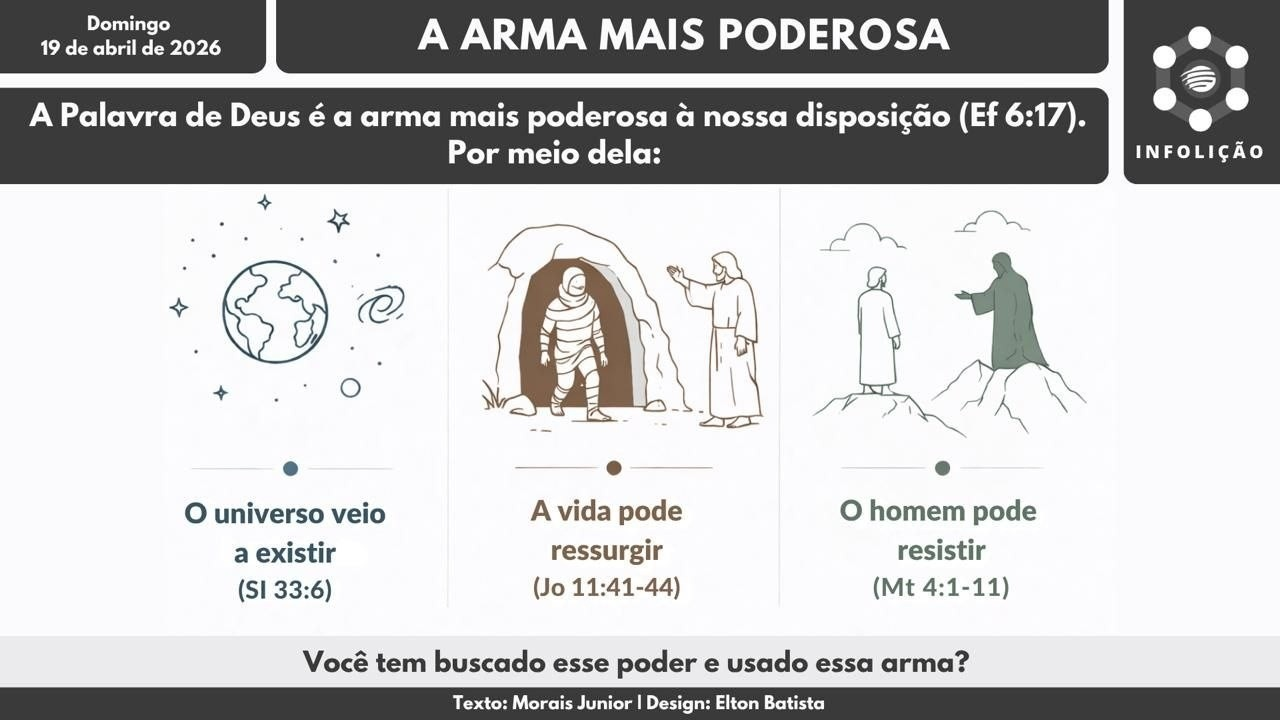 Domingo
19 de abril de 2026
A ARMA MAIS PODEROSA
INFOLIÇÃO
A Palavra de Deus é a arma mais poderosa à nossa disposição (Ef 6:17).
Por meio dela:
O universo veio
a existir
(Sl 33:6)
A vida pode
ressurgir
(Jo 11:41-44)
O homem pode
resistir
(Mt 4:1-11)
Você tem buscado esse poder e usado essa arma?
Texto: Morais Junior | Design: Elton Batista